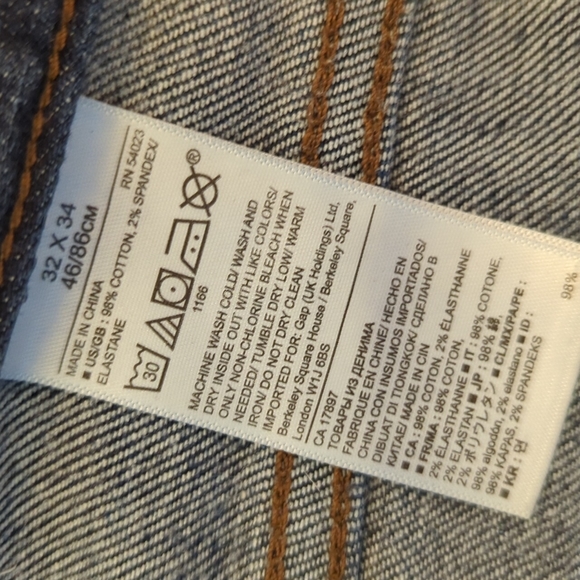 32 X 34
46/86CM
MADE IN CHINA
RN 54023
■ US/GB : 98% COTTON, 2% SPANDEX/
ELASTANE
30
®
1166
MACHINE WASH COLD/ WASH AND
DRY INSIDE OUT WITH LIKE COLORS/
ONLY NON-CHLORINE BLEACH WHEN
NEEDED/ TUMBLE DRY LOW/ WARM
IRON/ DO NOT DRY CLEAN
IMPORTED FOR: Gap (UK Holdings) Ltd,
Berkeley Square House / Berkeley Square,
London W1J 6BS
CA 17897
ТОВАРЫ ИЗ ДЕНИМА
FABRIQUE EN CHINE/ HECHO EN
CHINA CON INSUMOS IMPORTADOS/
DIBUAT DI TIONGKOK/ СДЕЛАНО В
КИТАЕ/ MADE IN CIN
■ CA : 98% COTTON, 2% ÉLASTHANNE
■ FR/MA : 98% COTON,
2% ÉLASTHANNE ■ IT : 98% COTONE,
2% ELASTAN ■ JP : 98% 綿,
2% ポリウレタン ■ CL/MX/PA/PE :
98% algodón, 2% elastano ■ ID :
98% KAPAS, 2% SPANDEKS
■ KR : 면
98%